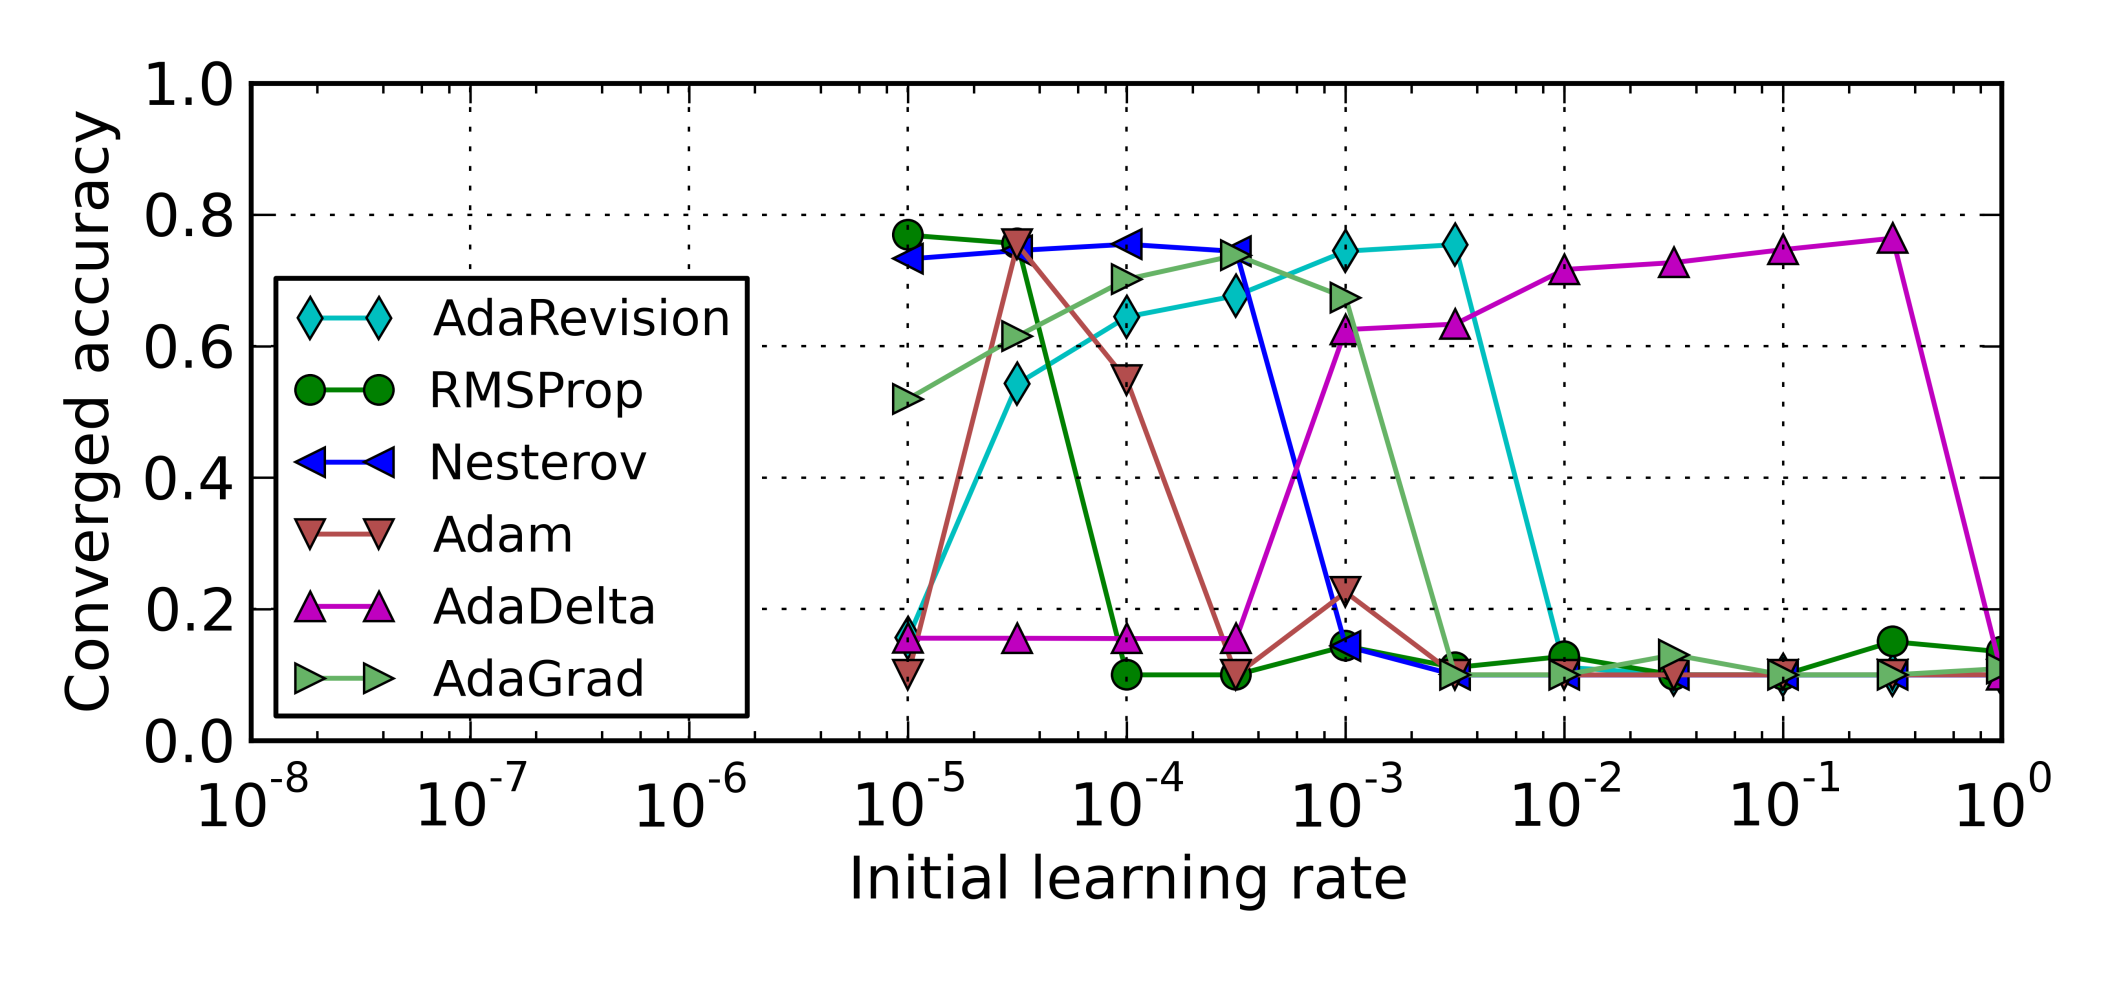 Converged accuracy
1.0
0.8
0.6
0.4
0.2
0.0
AdaRevision
RMSProp
Nesterov
Adam
AdaDelta
AdaGrad
10^-8 10^-7 10^-6 10^-5 10^-4 10^-3 10^-2 10^-1 10^0
Initial learning rate